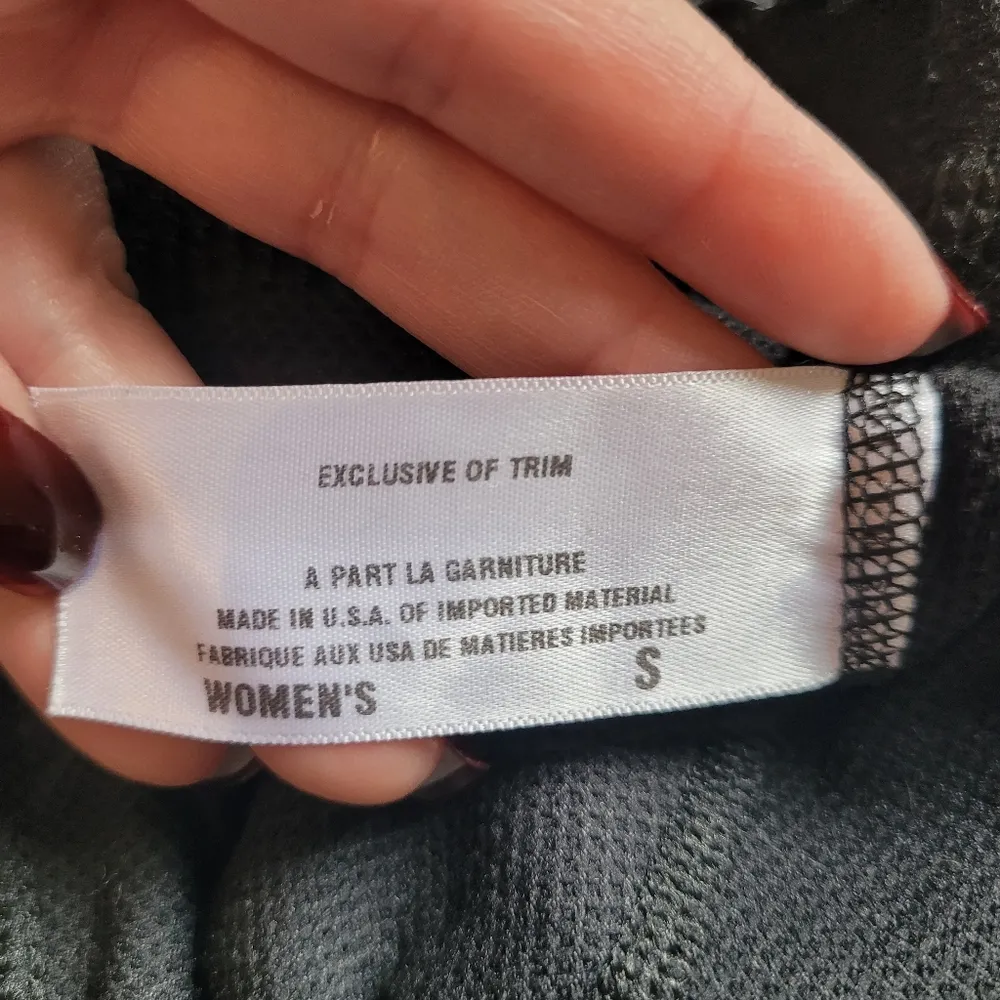 EXCLUSIVE OF TRIM
A PART LA GARNITURE
MADE IN U.S.A. OF IMPORTED MATERIAL
FABRIQUE AUX USA DE MATIERES IMPORTEES
WOMEN'S S